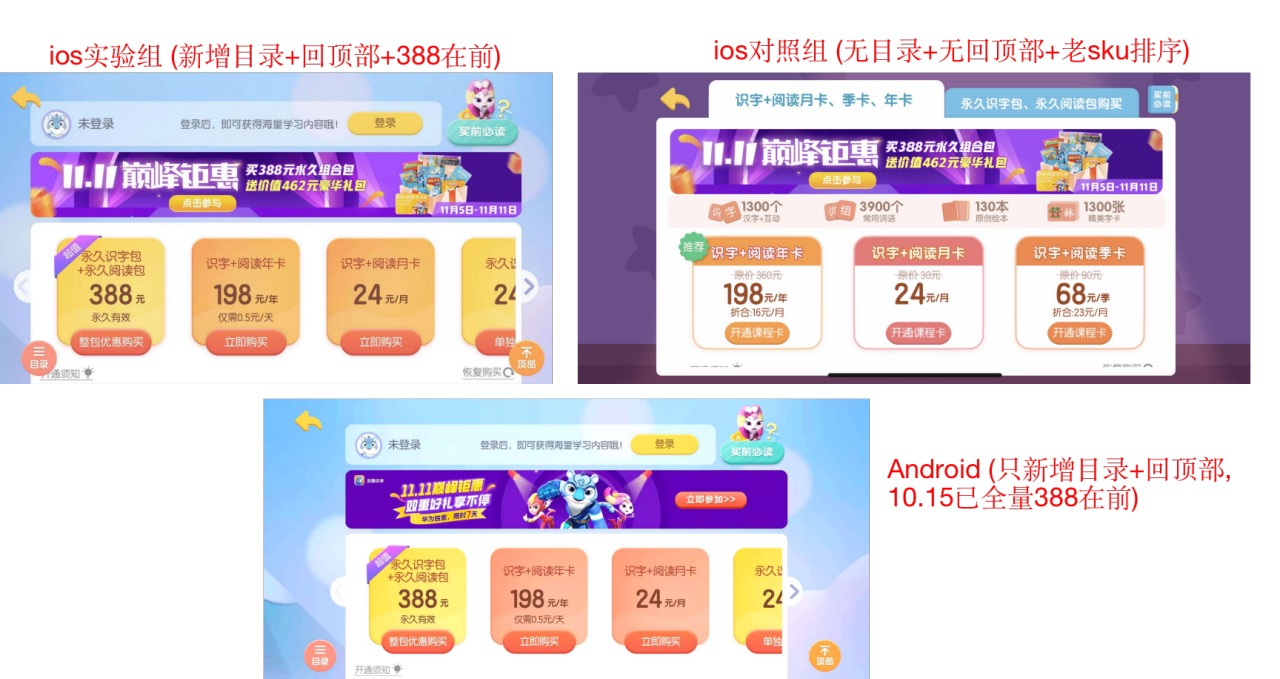 ios实验组 (新增目录+回顶部+388在前)
未登录
登录后，即可获得海量学习内容哦!
登录
买前必读
11.11巅峰钜惠
买388元永久组合包
送价值462元豪华礼包
点击参与
11月5日-11月11日
超值
永久识字包
+永久阅读包
388元
永久有效
整包优惠购买
识字+阅读年卡
198元/年
仅需0.5元/天
立即购买
识字+阅读月卡
24元/月
立即购买
永久
24
单独
目录
顶部
开通须知
恢复购买
ios对照组 (无目录+无回顶部+老sku排序)
识字+阅读月卡、季卡、年卡
永久识字包、永久阅读包购买
买前
必读
11.11巅峰钜惠
买388元永久组合包
送价值462元豪华礼包
点击参与
11月5日-11月11日
识字
1300个
汉字+互动
词组
3900个
常用词语
130本
原创绘本
1300张
精美字卡
推荐
识字+阅读年卡
原价 360元
198元/年
折合:16元/月
开通课程卡
识字+阅读月卡
原价 30元
24元/月
开通课程卡
识字+阅读季卡
原价 90元
68元/季
折合:23元/月
开通课程卡
未登录
登录后，即可获得海量学习内容哦!
登录
买前必读
11.11巅峰钜惠
双重好礼享不停
华为独家，限时7天
立即参加>>
超值
永久识字包
+永久阅读包
388元
永久有效
整包优惠购买
识字+阅读年卡
198元/年
仅需0.5元/天
立即购买
识字+阅读月卡
24元/月
立即购买
永久
24
单独
目录
顶部
开通须知
Android (只新增目录+回顶部,
10.15已全量388在前)